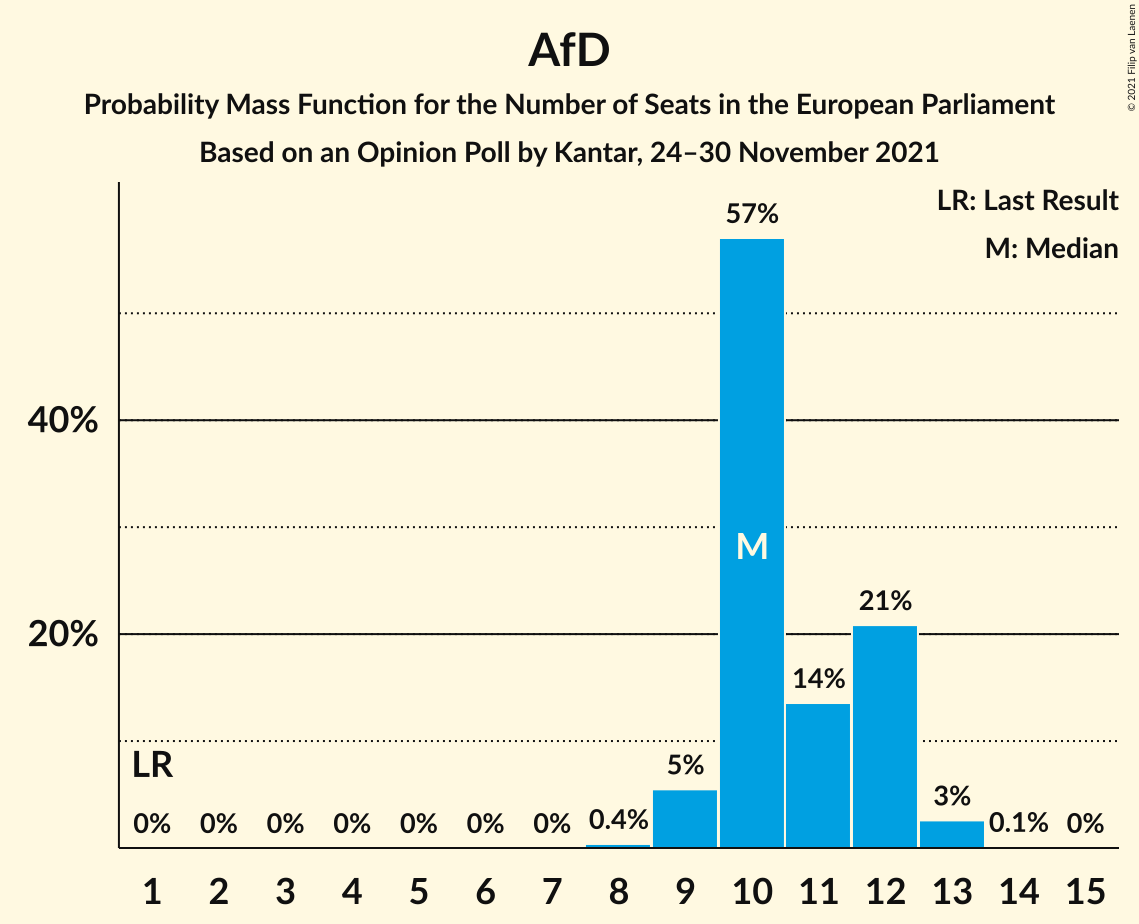 AfD
Probability Mass Function for the Number of Seats in the European Parliament
Based on an Opinion Poll by Kantar, 24–30 November 2021
© 2021 Filip van Laenen
LR: Last Result
M: Median
57%
40%
M
21%
20%
14%
LR
5%
3%
0% 0% 0% 0% 0% 0% 0% 0.4% 0.1% 0%
1 2 3 4 5 6 7 8 9 10 11 12 13 14 15